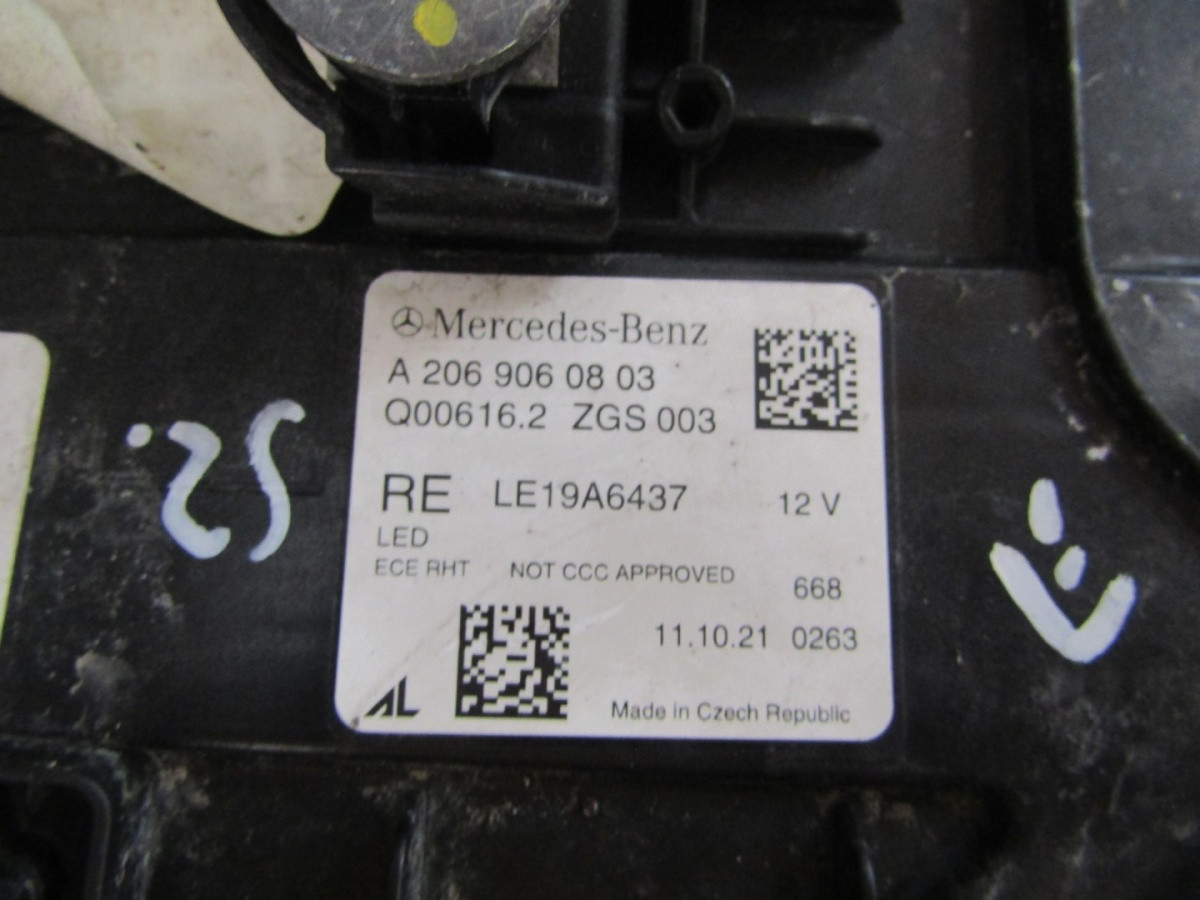 Mercedes-Benz
A 206 906 08 03
Q00616.2 ZGS 003
RE LE19A6437 12 V
LED
ECE RHT NOT CCC APPROVED
668
11.10.21 0263
AL
Made in Czech Republic